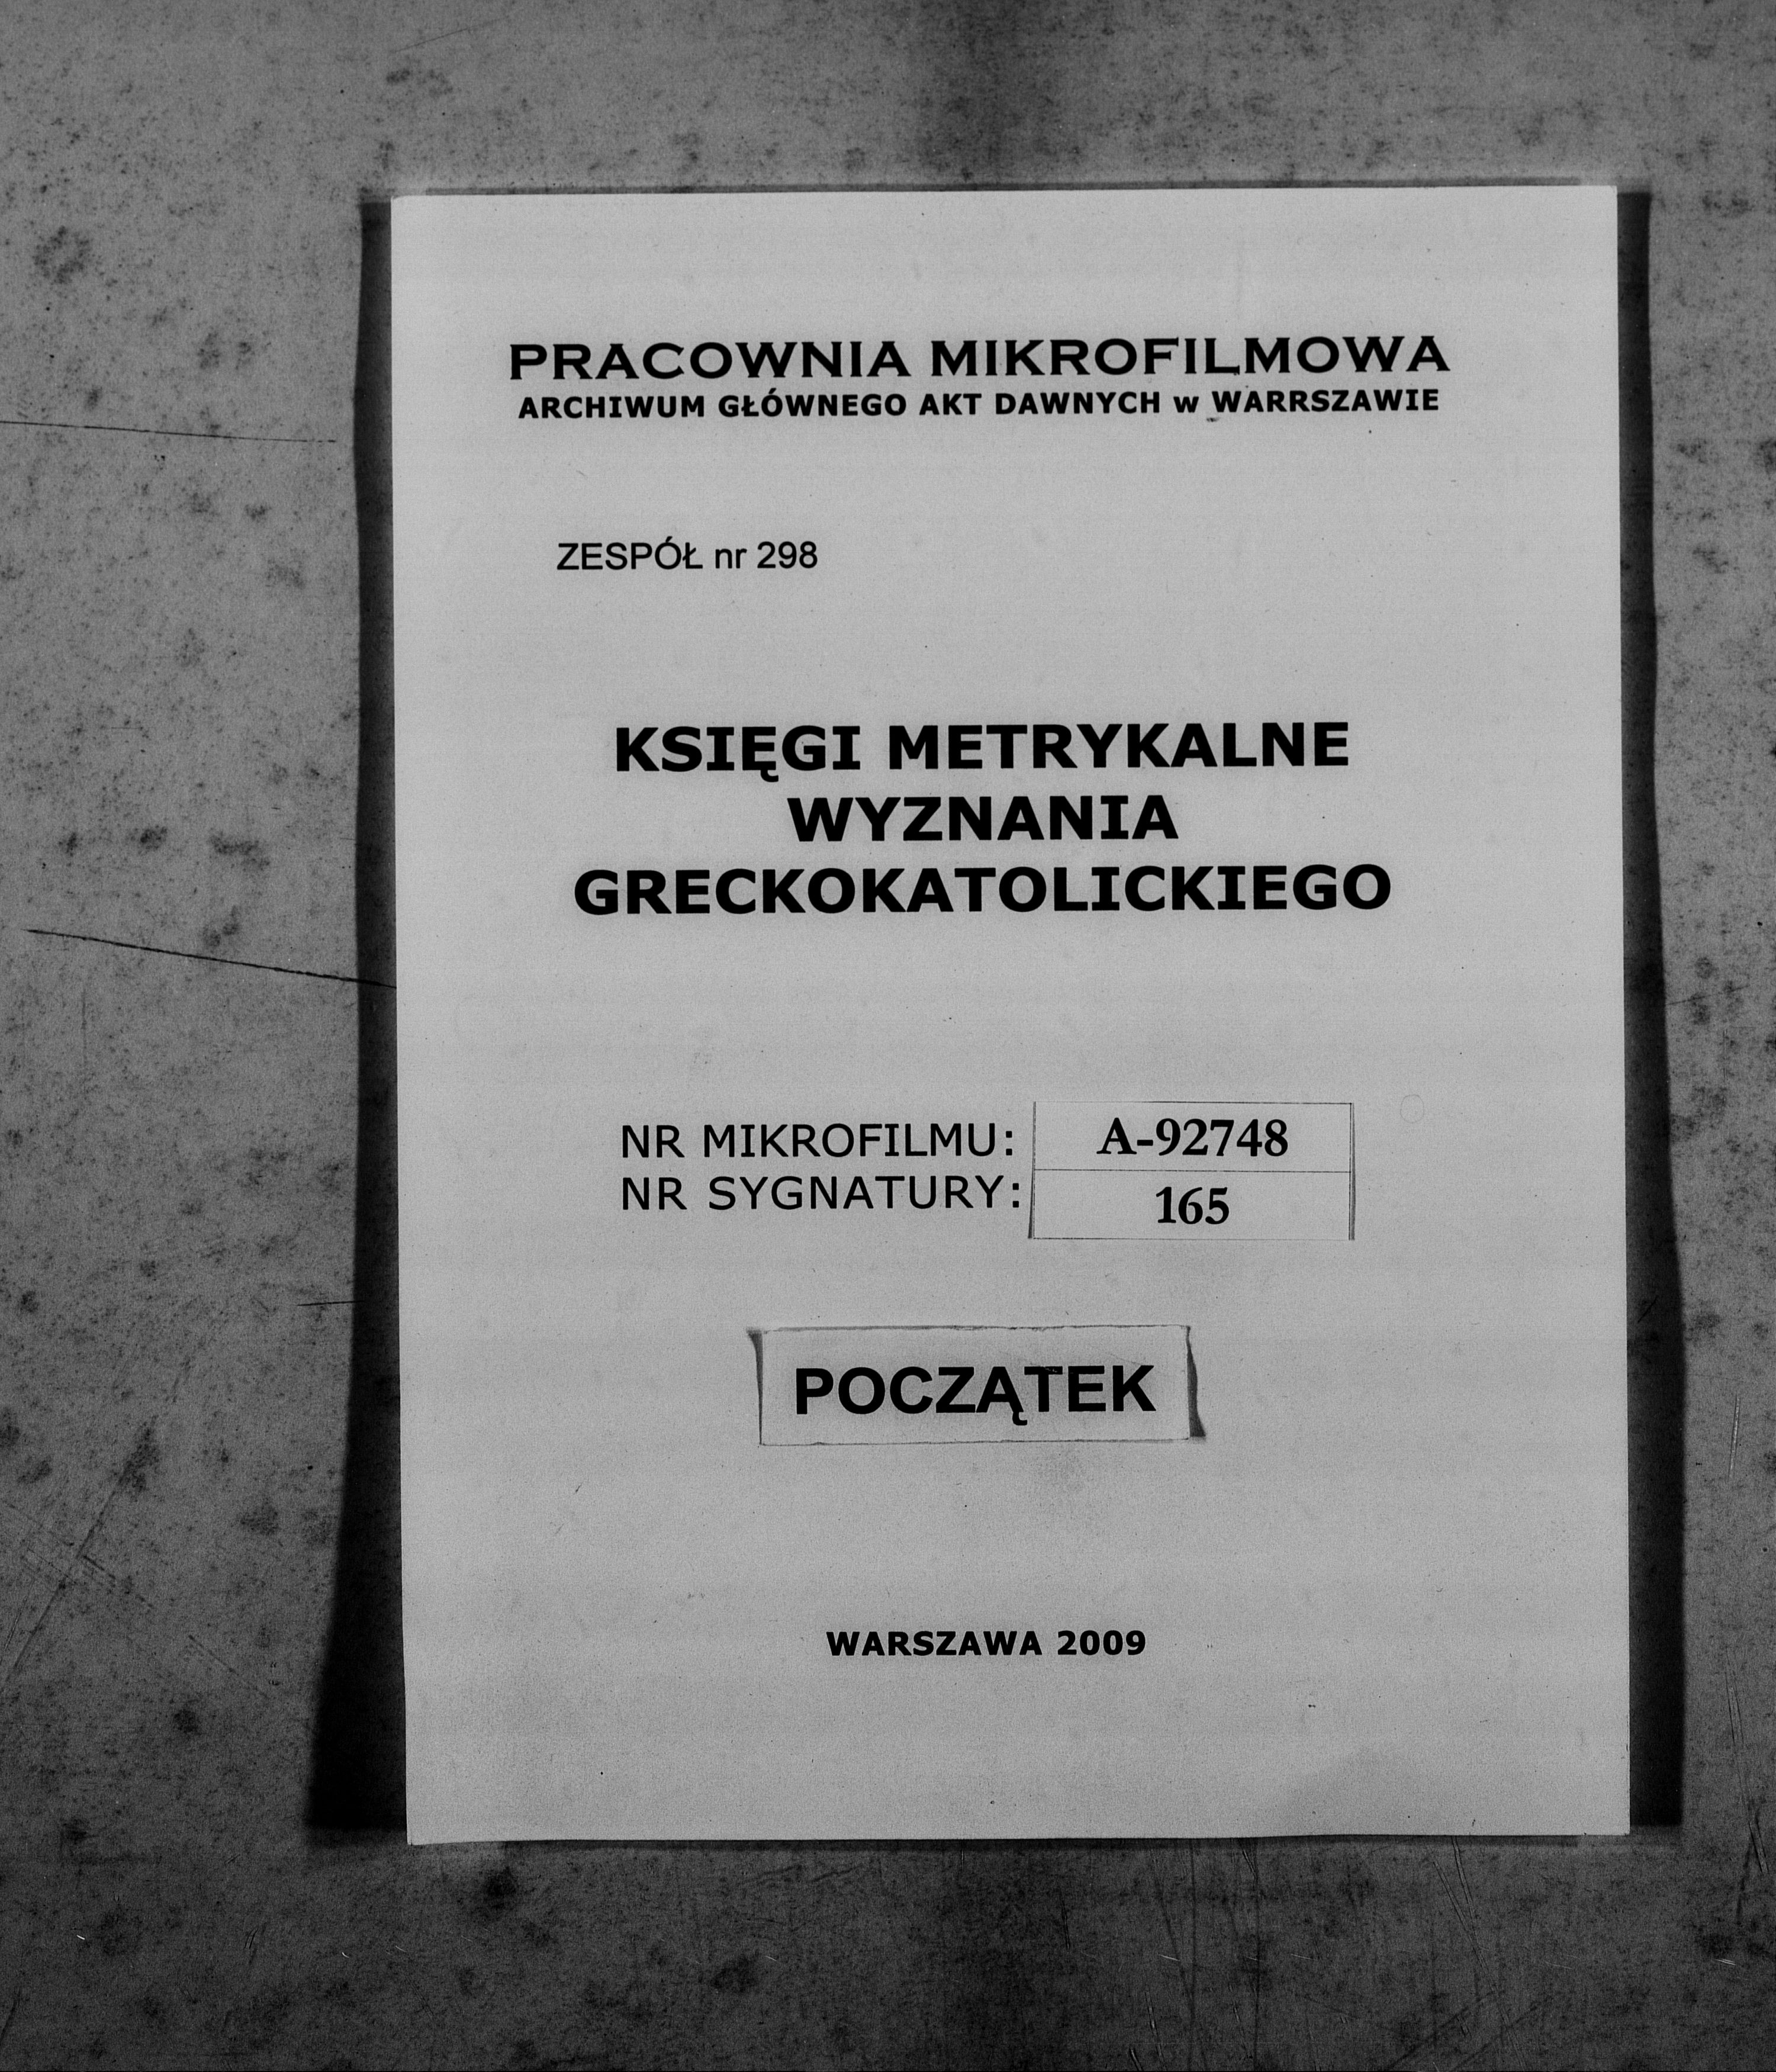 PRACOWNIA MIKROFILMOWA
ARCHIWUM GŁÓWNEGO AKT DAWNYCH w WARRSZAWIE
ZESPÓŁ nr 298
KSIĘGI METRYKALNE
WYZNANIA
GRECKOKATOLICKIEGO
NR MIKROFILMU: A-92748
NR SYGNATURY: 165
POCZĄTEK
WARSZAWA 2009